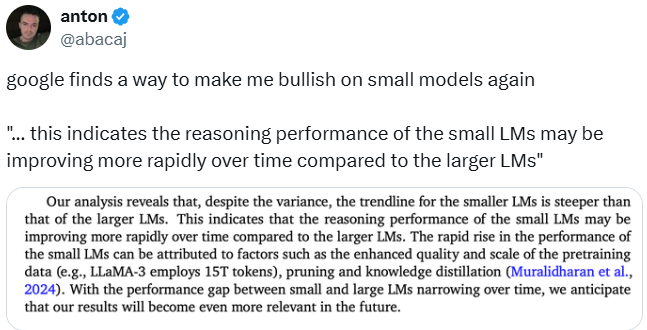 anton
@abacaj
google finds a way to make me bullish on small models again
"... this indicates the reasoning performance of the small LMs may be
improving more rapidly over time compared to the larger LMs"
Our analysis reveals that, despite the variance, the trendline for the smaller LMs is steeper than
that of the larger LMs. This indicates that the reasoning performance of the small LMs may be
improving more rapidly over time compared to the larger LMs. The rapid rise in the performance of
the small LMs can be attributed to factors such as the enhanced quality and scale of the pretraining
data (e.g., LLaMA-3 employs 15T tokens), pruning and knowledge distillation (Muralidharan et al.,
2024). With the performance gap between small and large LMs narrowing over time, we anticipate
that our results will become even more relevant in the future.